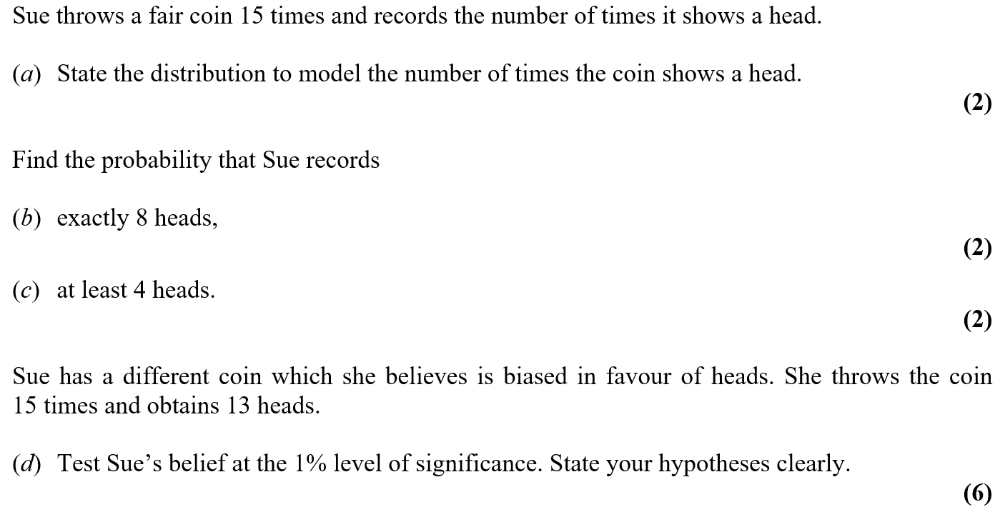 Sue throws a fair coin 15 times and records the number of times it shows a head.
(a) State the distribution to model the number of times the coin shows a head.
(2)
Find the probability that Sue records
(b) exactly 8 heads,
(2)
(c) at least 4 heads.
(2)
Sue has a different coin which she believes is biased in favour of heads. She throws the coin
15 times and obtains 13 heads.
(d) Test Sue’s belief at the 1% level of significance. State your hypotheses clearly.
(6)